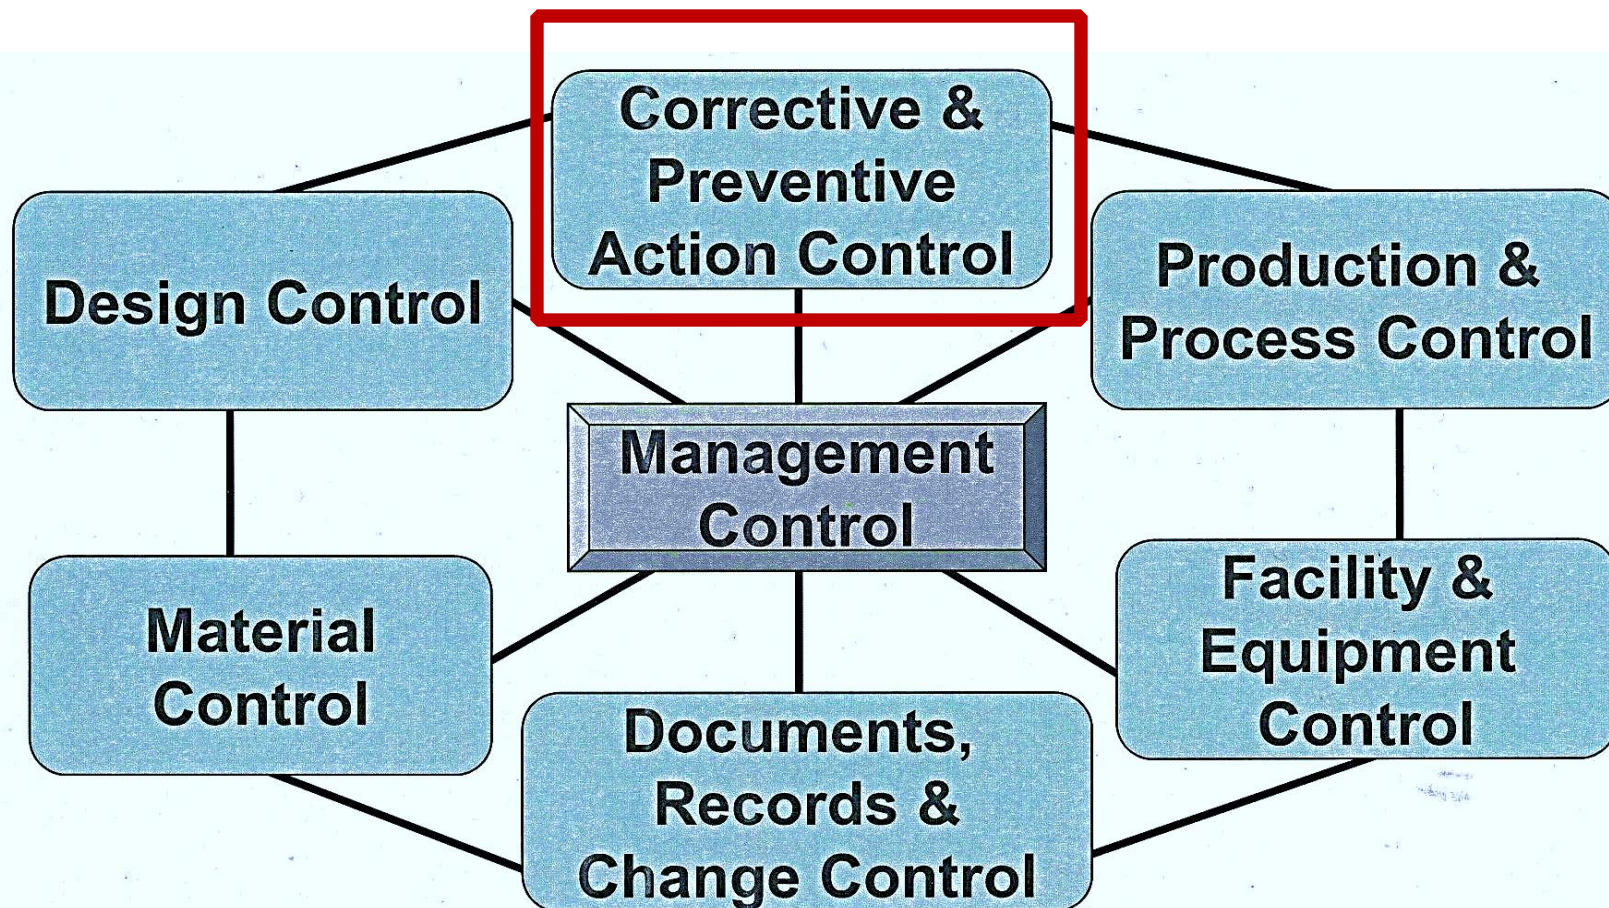 Corrective &
Preventive
Action Control
Design Control
Production &
Process Control
Management
Control
Material
Control
Facility &
Equipment
Control
Documents,
Records &
Change Control